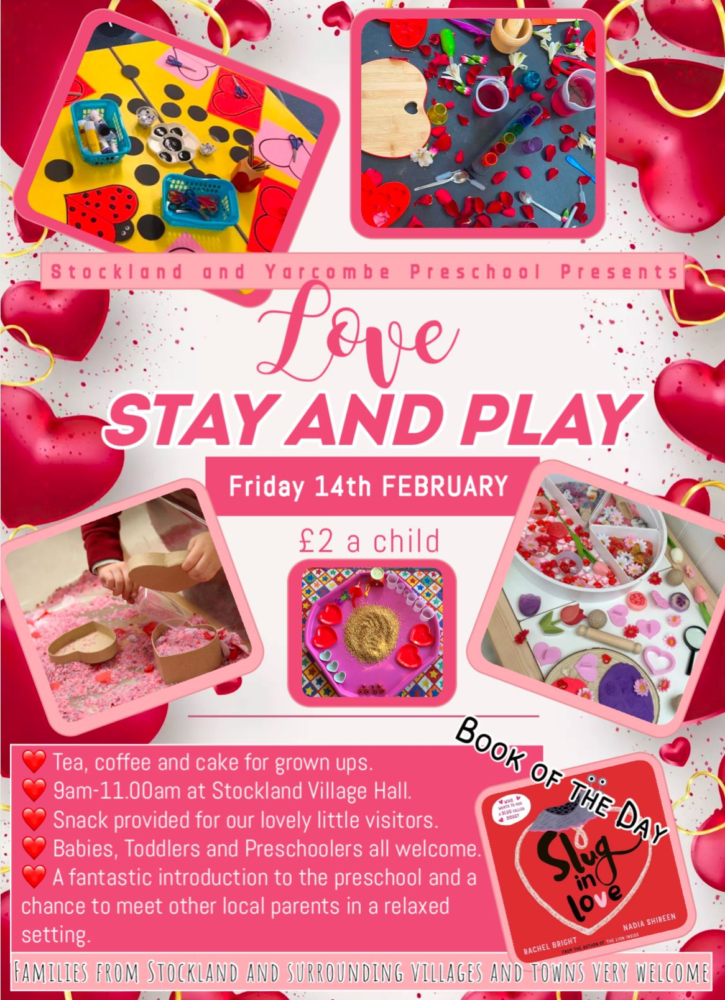 Stockland and Yarcombe Preschool Presents
Love
STAY AND PLAY
Friday 14th FEBRUARY
£2 a child
❤️ Tea, coffee and cake for grown ups.
❤️ 9am-11.00am at Stockland Village Hall.
❤️ Snack provided for our lovely little visitors.
❤️ Babies, Toddlers and Preschoolers all welcome.
❤️ A fantastic introduction to the preschool and a
chance to meet other local parents in a relaxed
setting.
BOOK OF THE DAY
WHO
WANTS TO HUG
A SLUG CALLED
DOUG?
Slug
in
love
RACHEL BRIGHT
NADIA SHIREEN
FROM THE AUTHOR OF THE LION INSIDE
FAMILIES FROM STOCKLAND AND SURROUNDING VILLAGES AND TOWNS VERY WELCOME